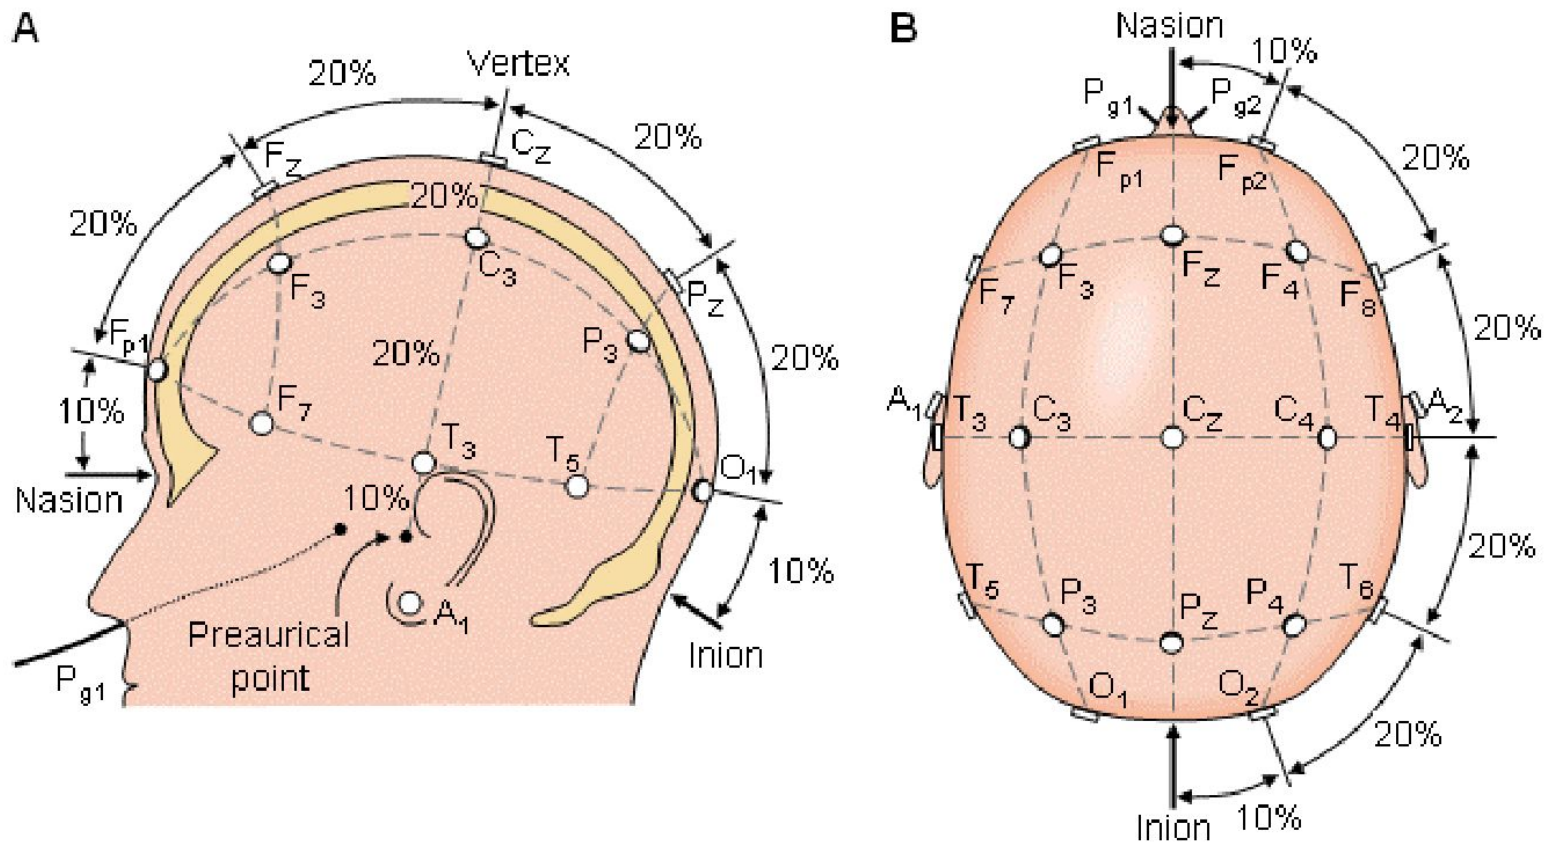 A
Vertex
20%
20%
Fz
Cz
20%
20%
Fp1
F3
C3
Pz
P3
20%
20%
10%
F7
T3
T5
O1
Nasion
10%
10%
A1
Preaurical
point
Inion
Pg1
B
Nasion
10%
Pg1
Pg2
Fp1
Fp2
20%
F7
F3
Fz
F4
F8
20%
A1
T3
C3
Cz
C4
T4
A2
20%
T5
P3
Pz
P4
T6
O1
O2
20%
Inion
10%